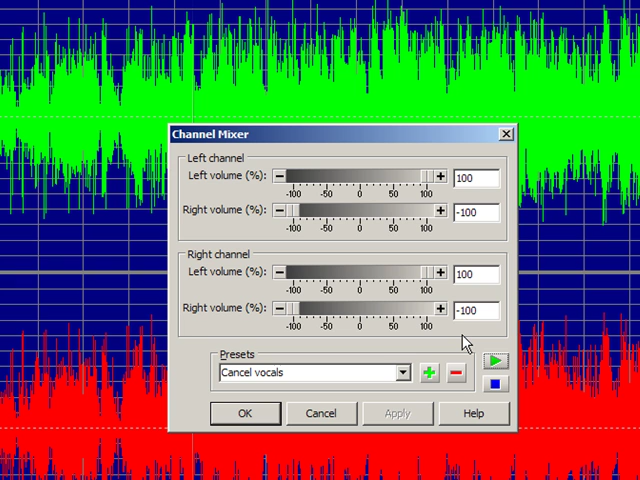 Channel Mixer
Left channel
Left volume (%): 100
-100 -50 0 50 100
Right volume (%): -100
-100 -50 0 50 100
Right channel
Left volume (%): 100
-100 -50 0 50 100
Right volume (%): -100
-100 -50 0 50 100
Presets
Cancel vocals
OK Cancel Apply Help